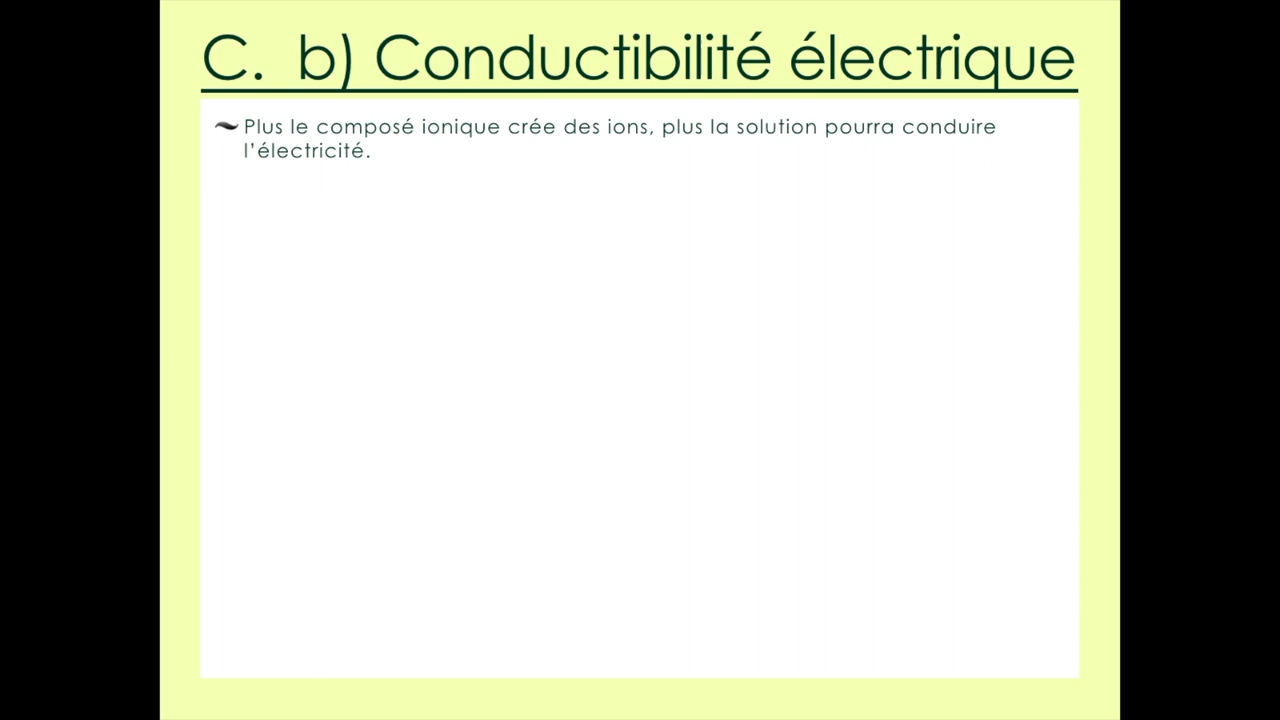 C. b) Conductibilité électrique
Plus le composé ionique crée des ions, plus la solution pourra conduire
l’électricité.